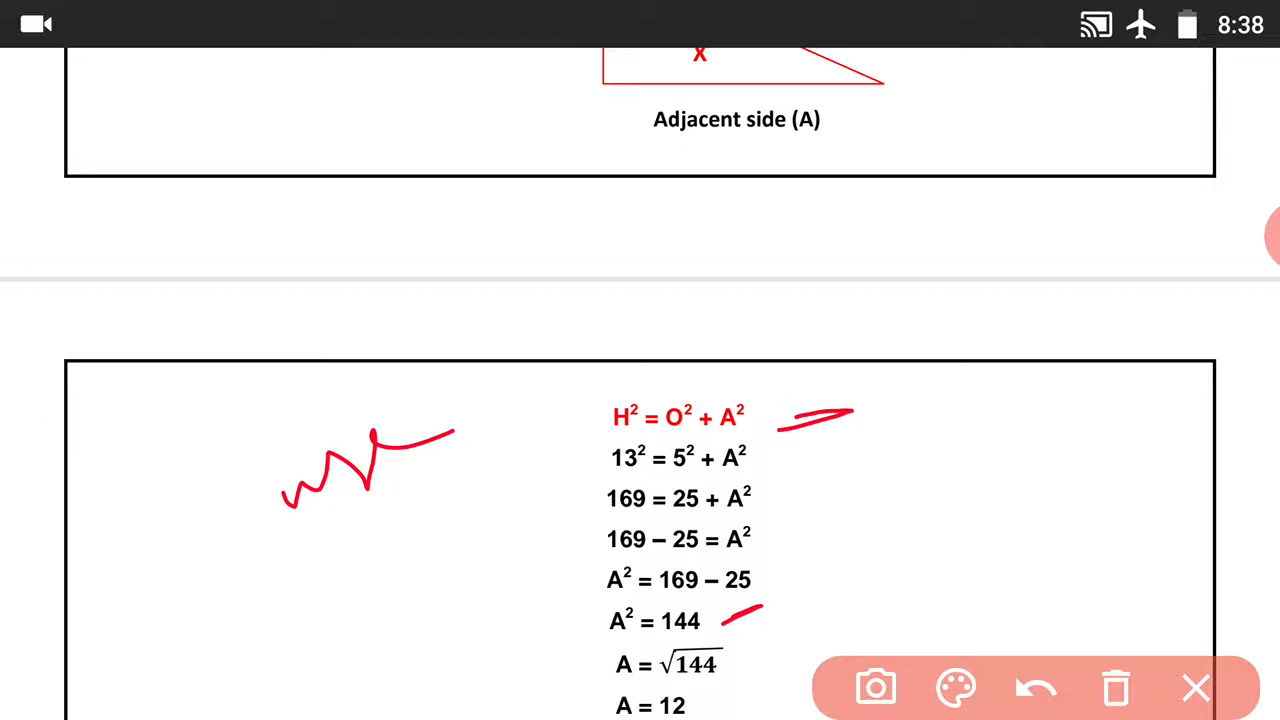 8:38
X
Adjacent side (A)
H² = O² + A²
13² = 5² + A²
169 = 25 + A²
169 – 25 = A²
A² = 169 – 25
A² = 144
A = √144
A = 12